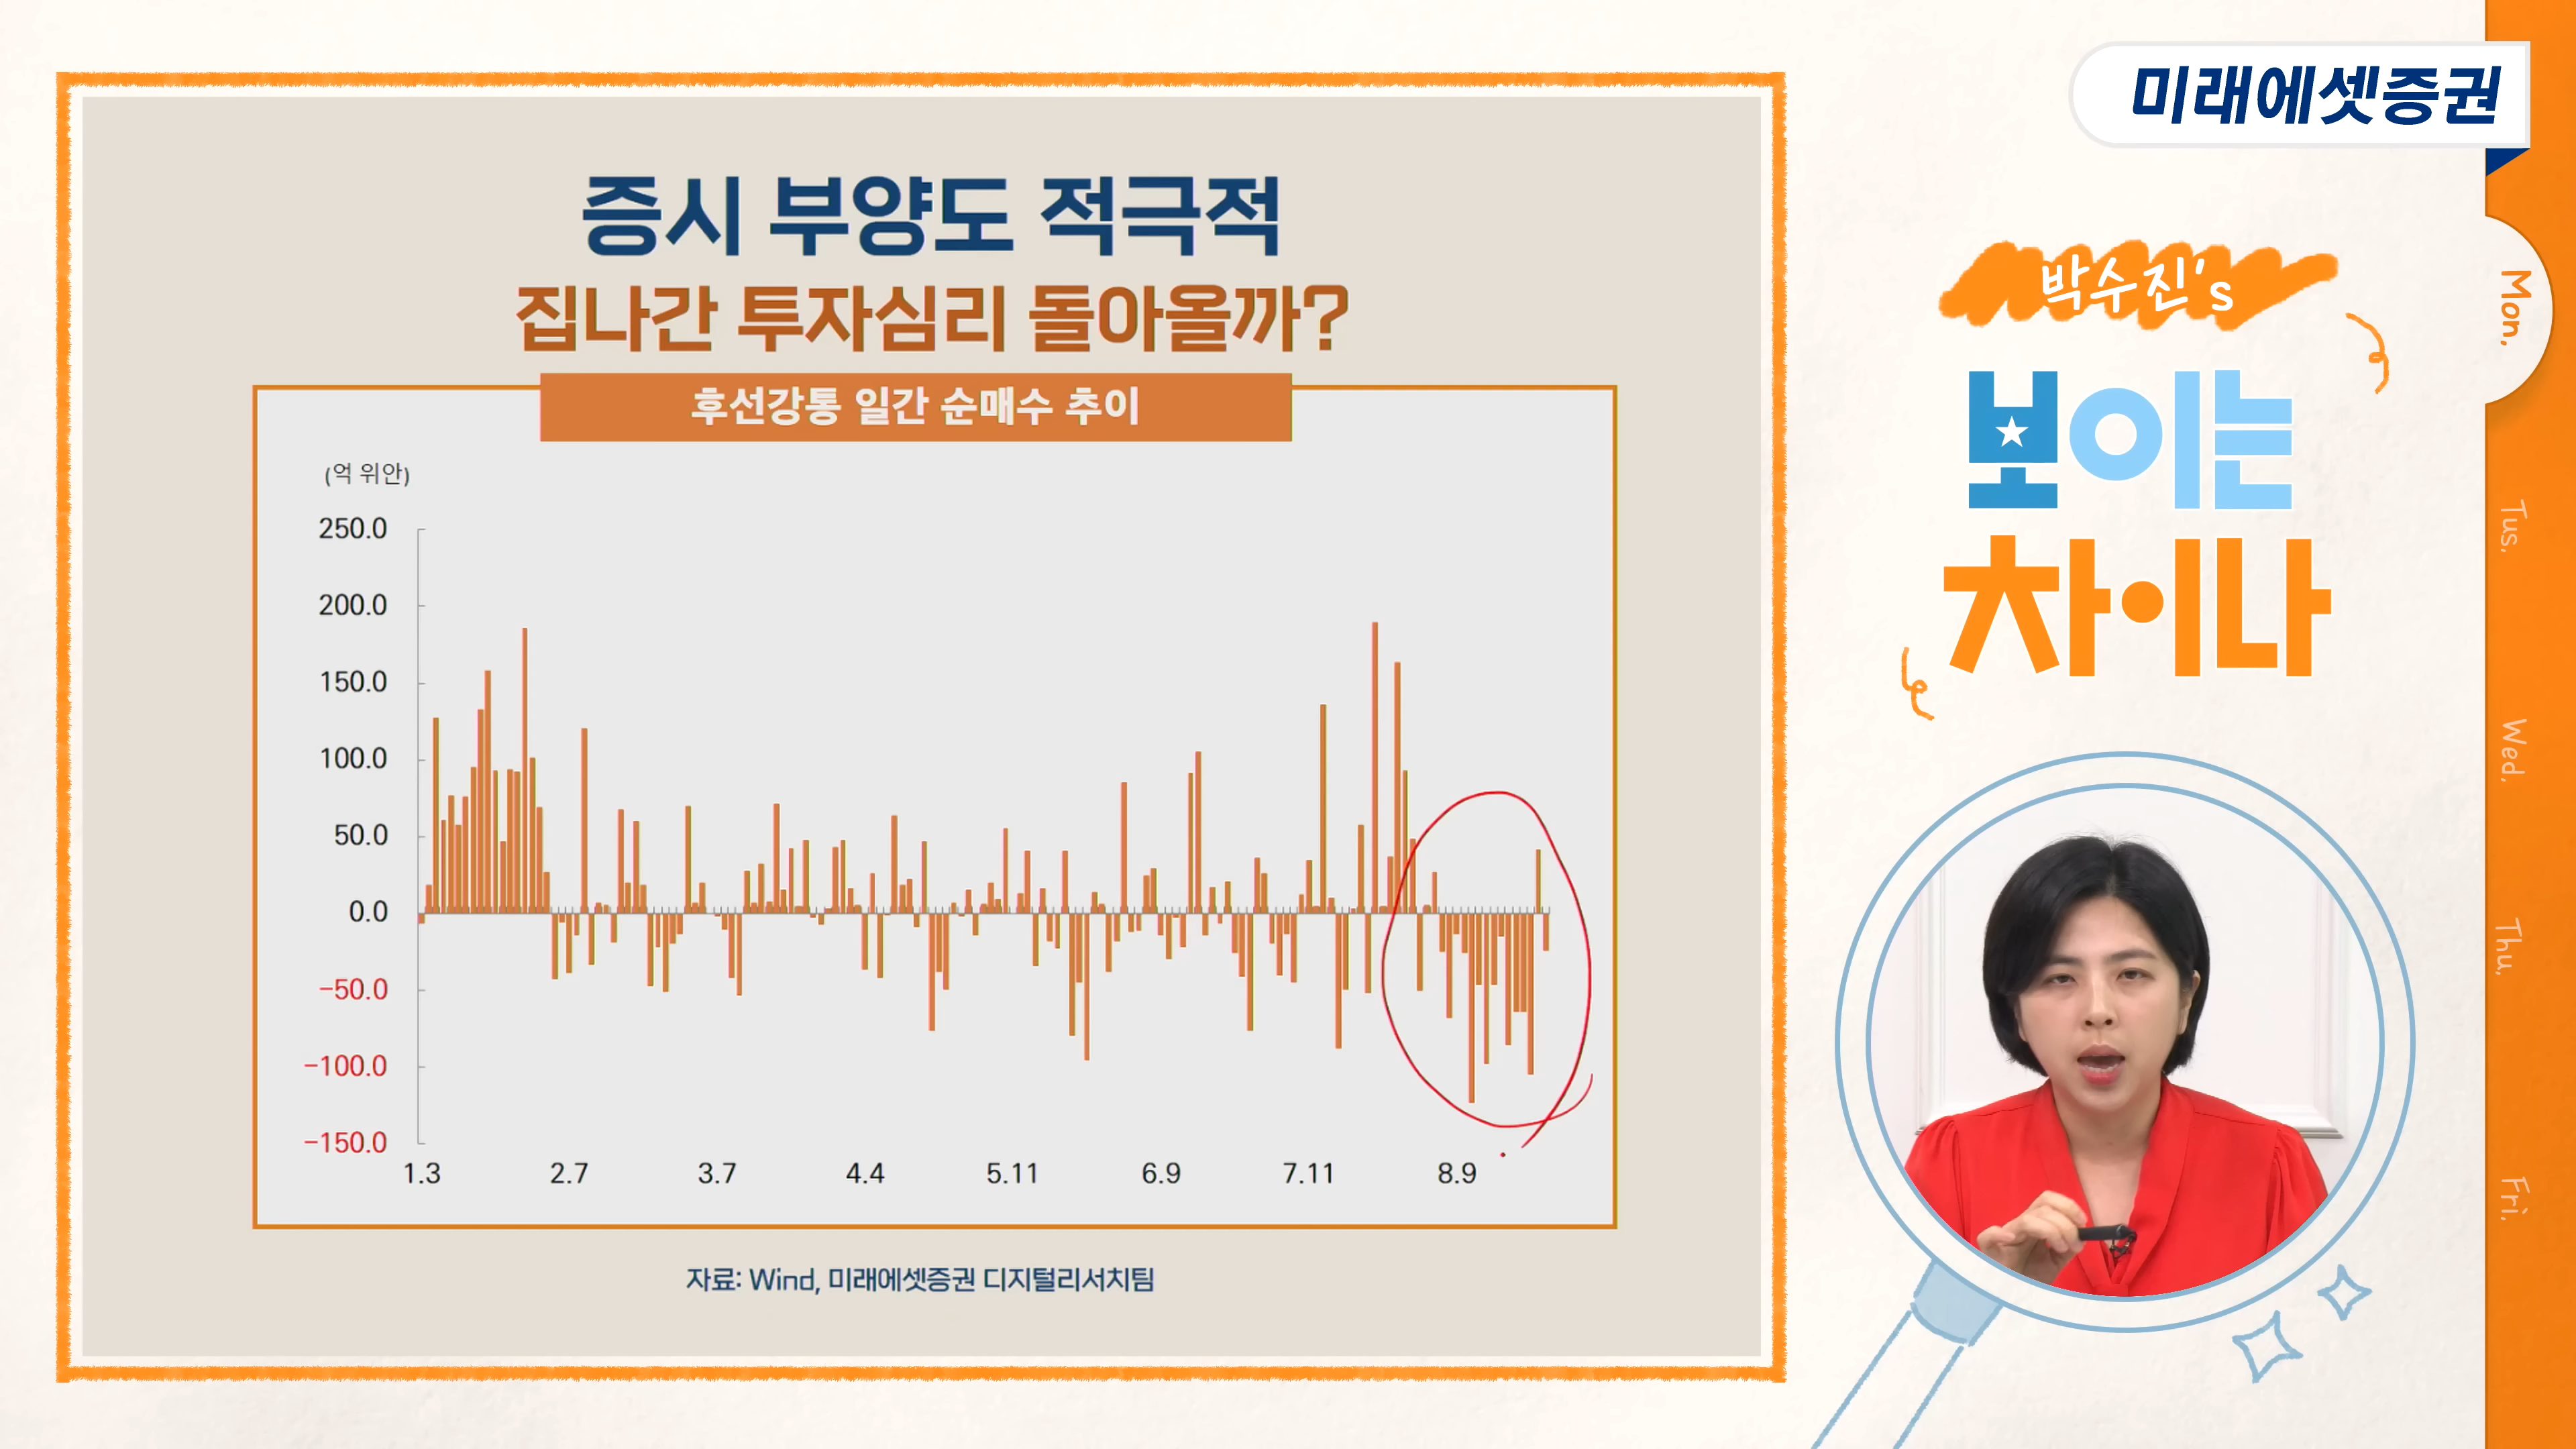 미래에셋증권
증시 부양도 적극적
집나간 투자심리 돌아올까?
후선강통 일간 순매수 추이
(억 위안)
250.0
200.0
150.0
100.0
50.0
0.0
-50.0
-100.0
-150.0
1.3 2.7 3.7 4.4 5.11 6.9 7.11 8.9
자료: Wind, 미래에셋증권 디지털리서치팀
박수진's
보이는
차이나
Mon.
Tus.
Wed.
Thu.
Fri.